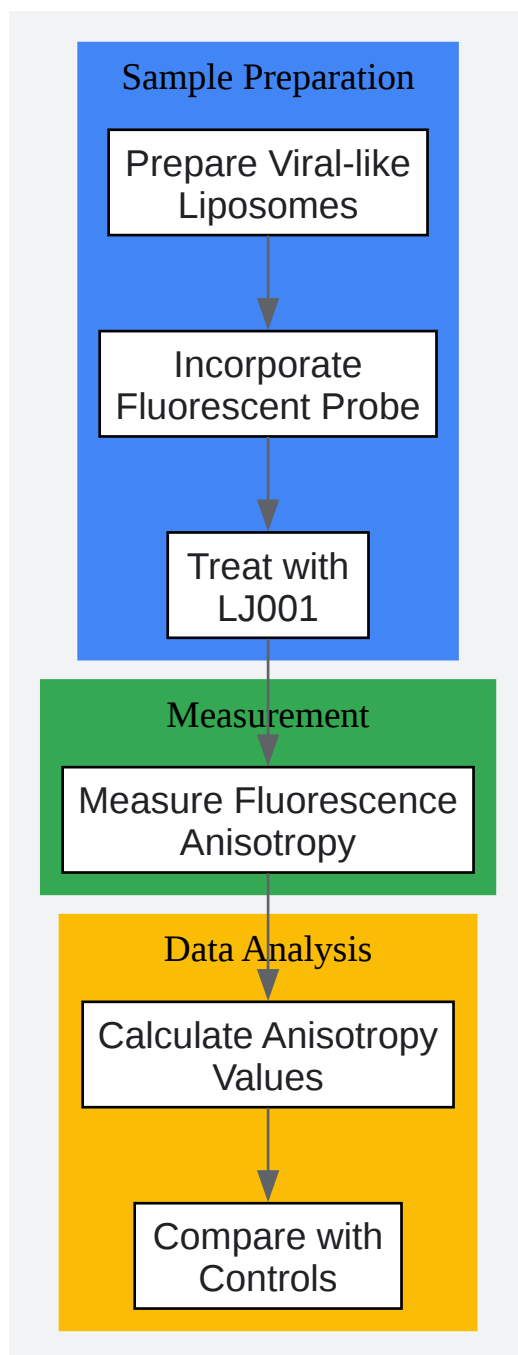 Sample Preparation
Prepare Viral-like
Liposomes
Incorporate
Fluorescent Probe
Treat with
LJ001
Measurement
Measure Fluorescence
Anisotropy
Data Analysis
Calculate Anisotropy
Values
Compare with
Controls